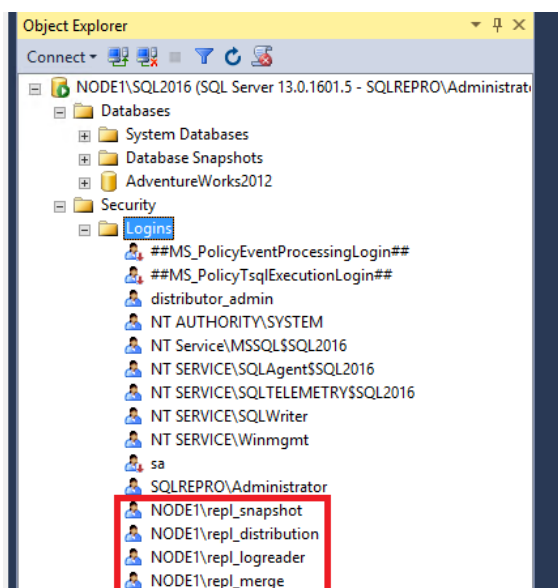 Object Explorer
Connect
NODE1\SQL2016 (SQL Server 13.0.1601.5 - SQLREPRO\Administrat
Databases
System Databases
Database Snapshots
AdventureWorks2012
Security
Logins
##MS_PolicyEventProcessingLogin##
##MS_PolicyTsqlExecutionLogin##
distributor_admin
NT AUTHORITY\SYSTEM
NT Service\MSSQL$SQL2016
NT SERVICE\SQLAgent$SQL2016
NT SERVICE\SQLTELEMETRY$SQL2016
NT SERVICE\SQLWriter
NT SERVICE\Winmgmt
sa
SQLREPRO\Administrator
NODE1\repl_snapshot
NODE1\repl_distribution
NODE1\repl_logreader
NODE1\repl_merge